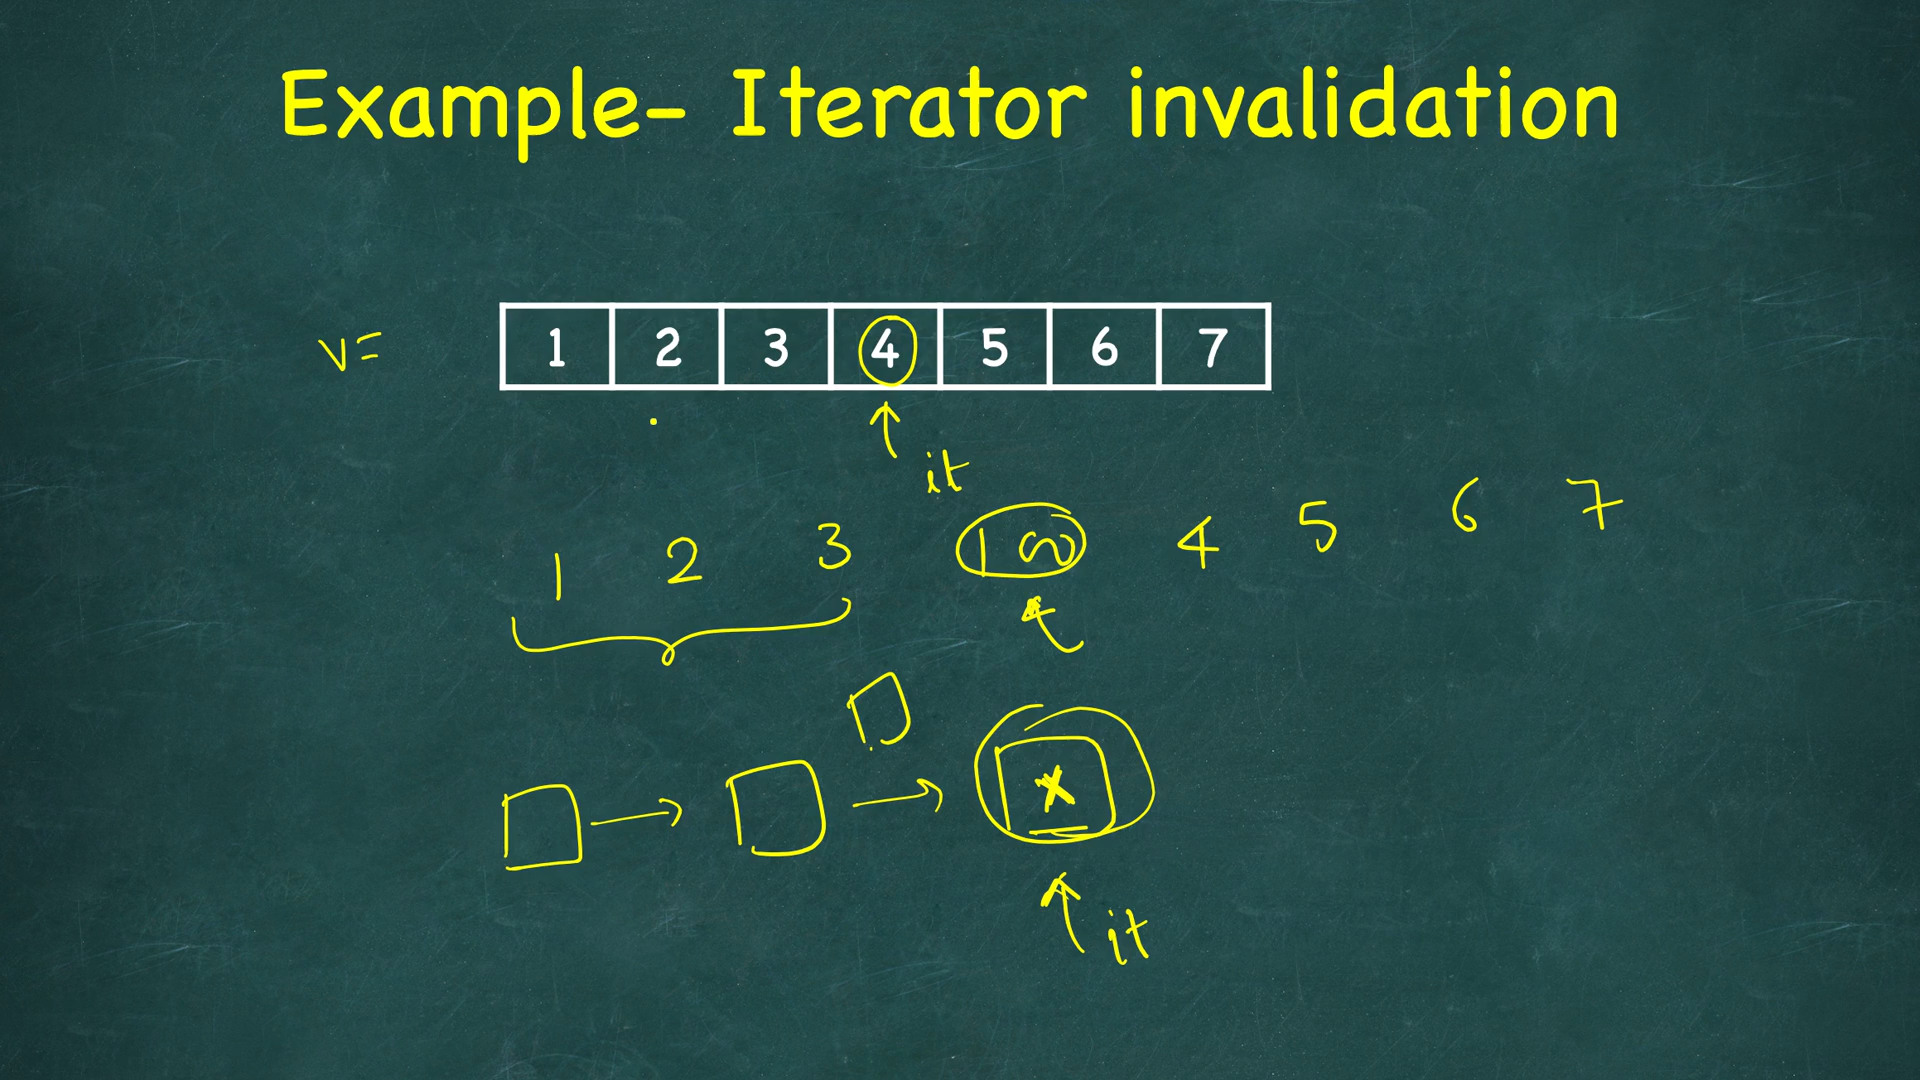 Example- Iterator invalidation
v= 1 2 3 4 5 6 7
it
1 2 3 100 4 5 6 7
x
it